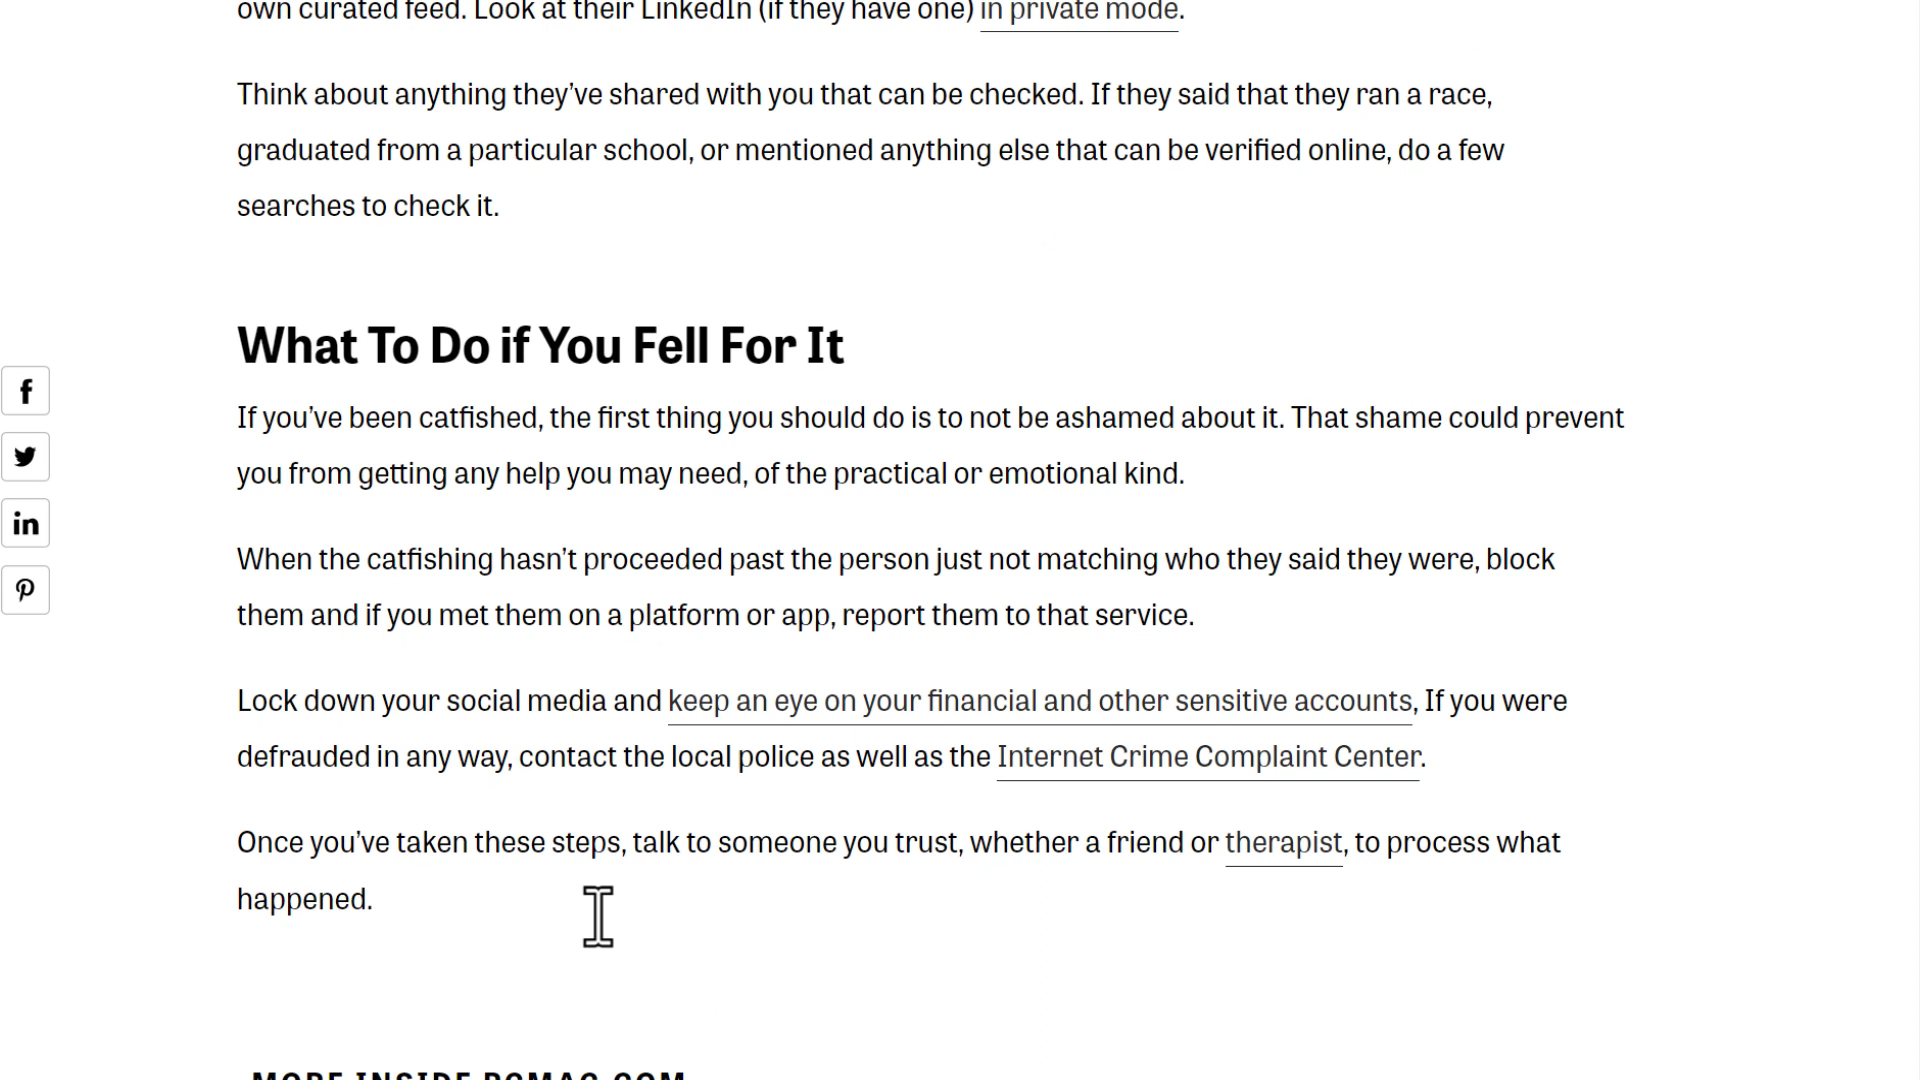 own curated feed. Look at their LinkedIn (if they have one) in private mode.
Think about anything they’ve shared with you that can be checked. If they said that they ran a race,
graduated from a particular school, or mentioned anything else that can be verified online, do a few
searches to check it.
What To Do if You Fell For It
If you’ve been catfished, the first thing you should do is to not be ashamed about it. That shame could prevent
you from getting any help you may need, of the practical or emotional kind.
When the catfishing hasn’t proceeded past the person just not matching who they said they were, block
them and if you met them on a platform or app, report them to that service.
Lock down your social media and keep an eye on your financial and other sensitive accounts, If you were
defrauded in any way, contact the local police as well as the Internet Crime Complaint Center.
Once you’ve taken these steps, talk to someone you trust, whether a friend or therapist, to process what
happened.
MORE INSIDE PCMAG.COM